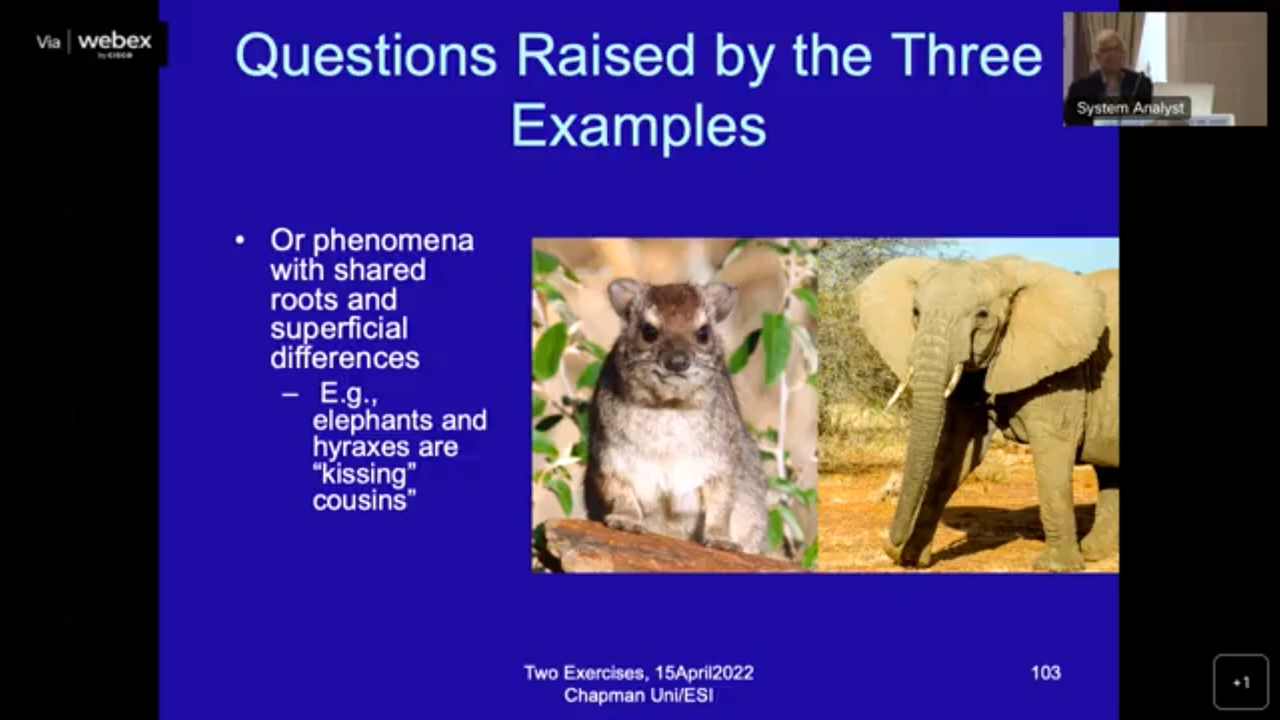 Via | webex
by CISCO
Questions Raised by the Three
Examples
System Analyst
• Or phenomena
with shared
roots and
superficial
differences
– E.g.,
elephants and
hyraxes are
“kissing”
cousins”
Two Exercises, 15April2022
Chapman Uni/ESI
103
+1